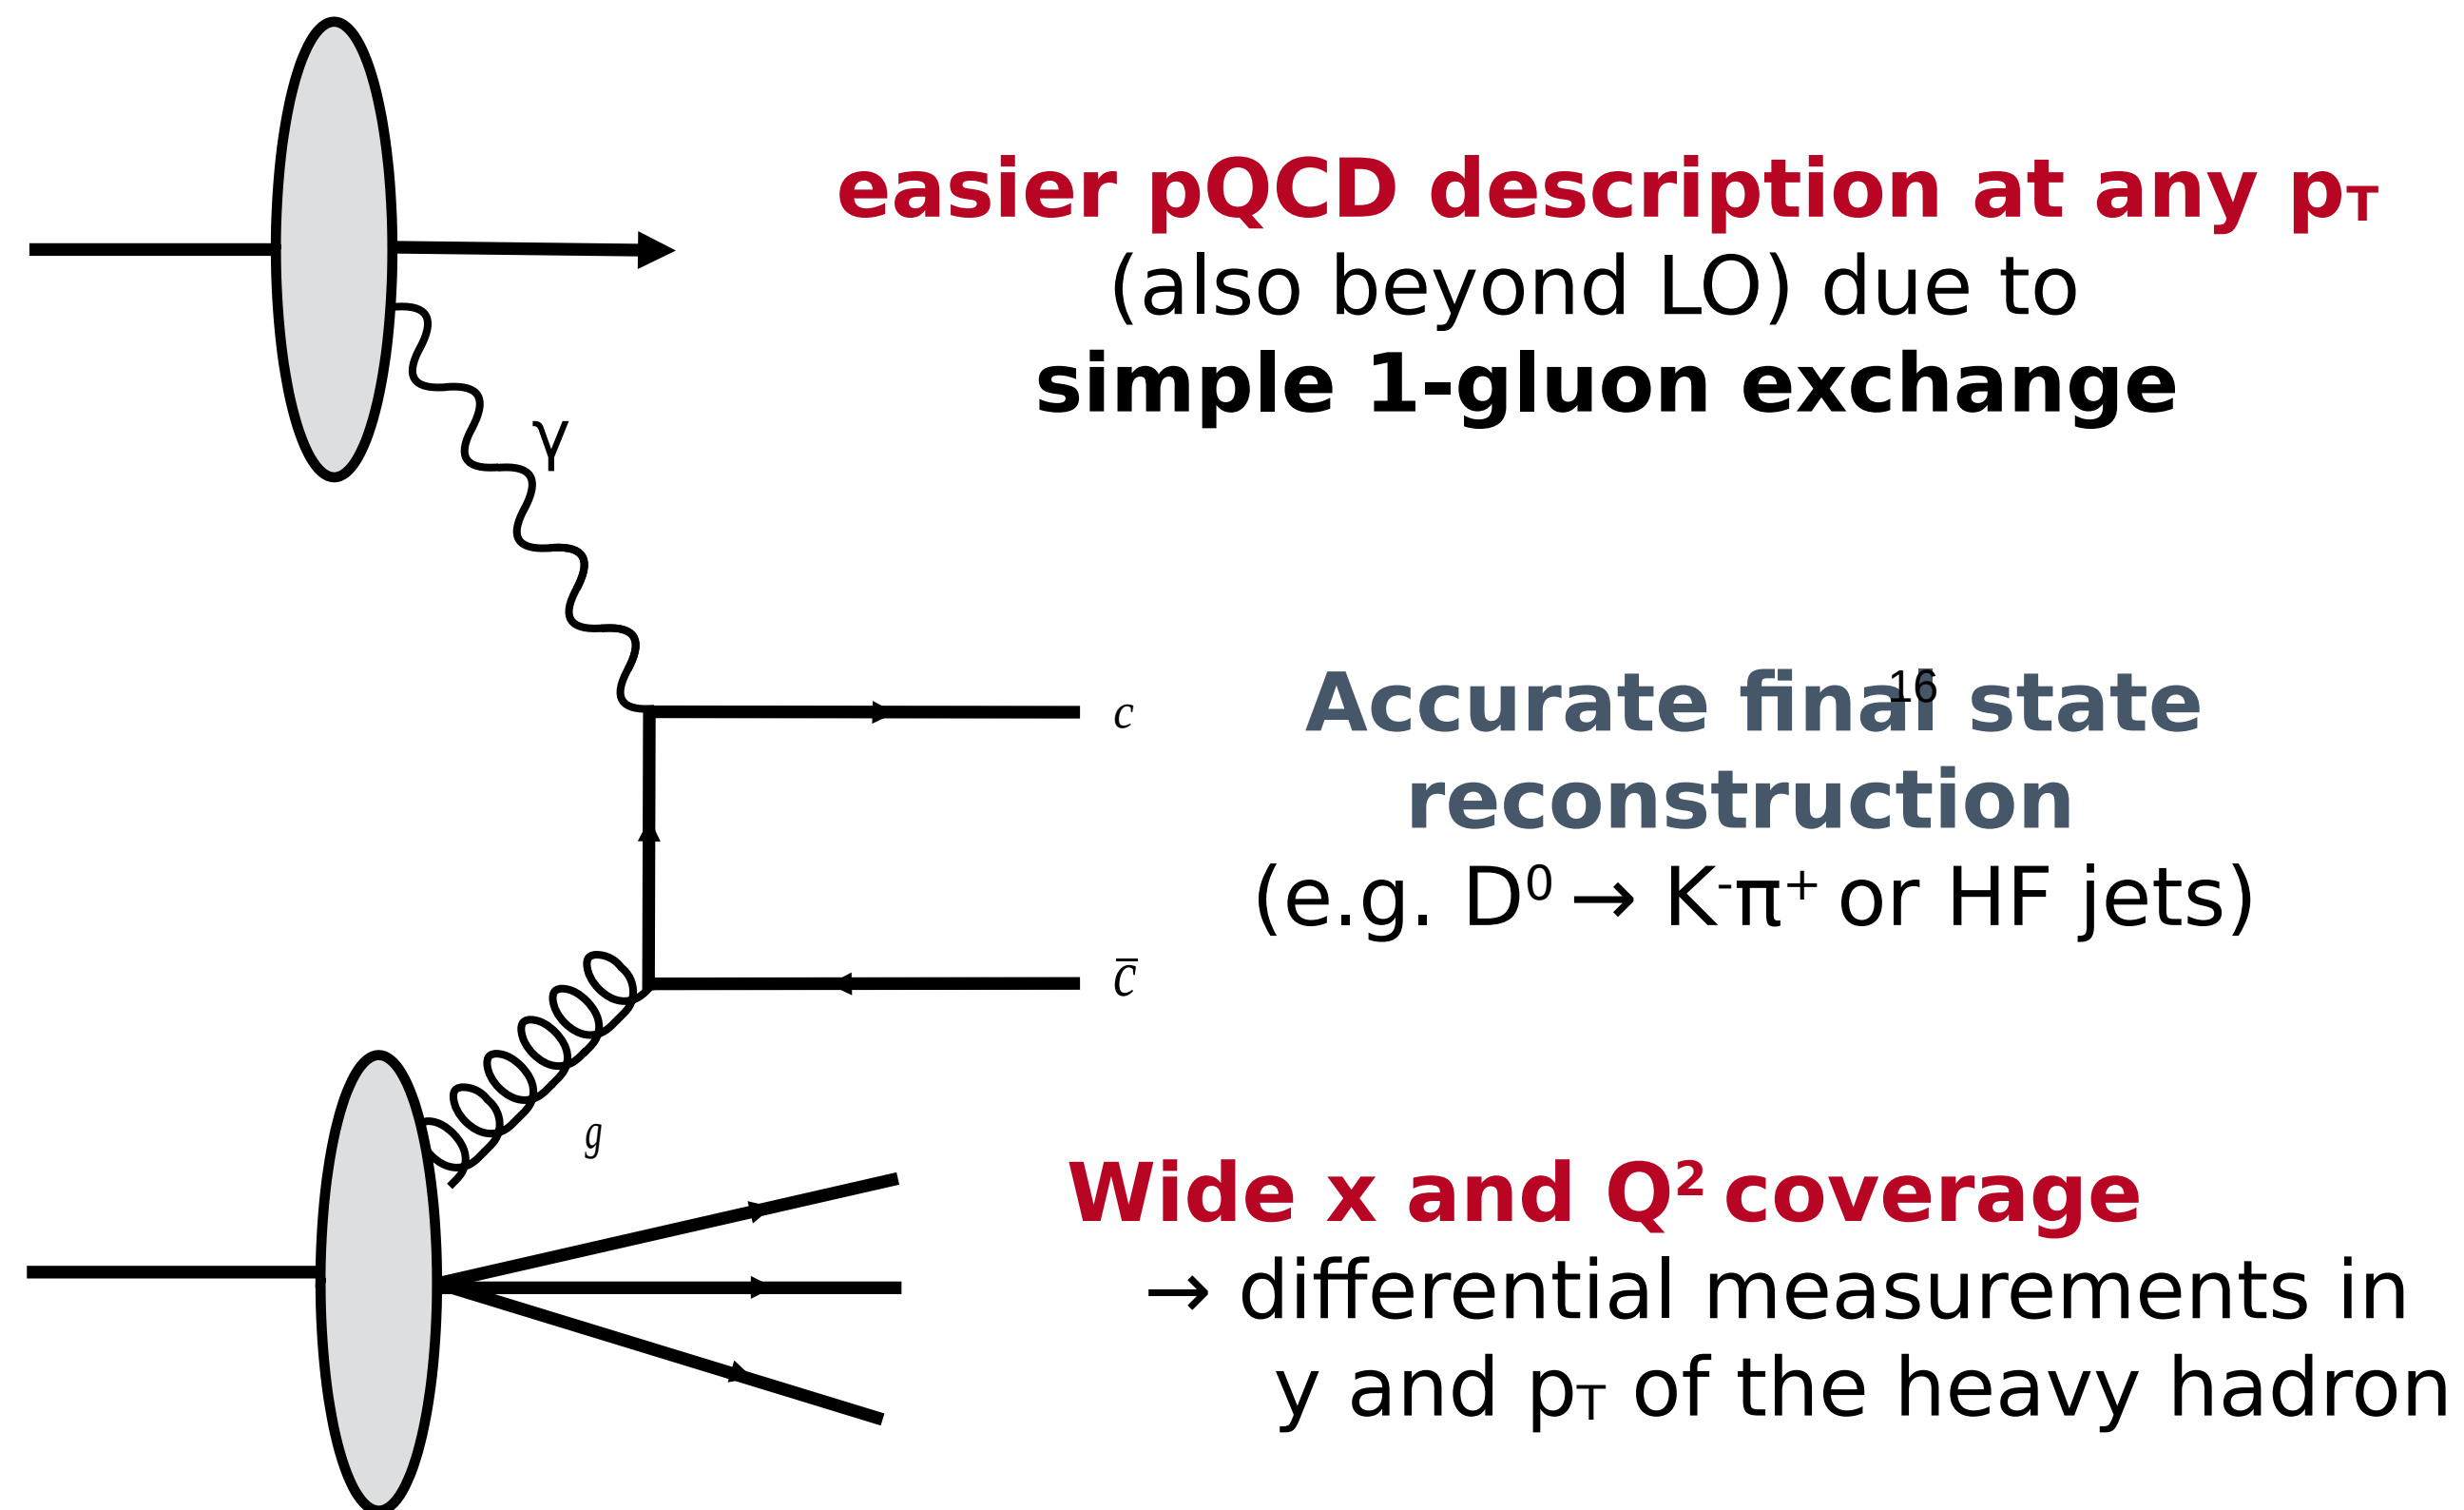 easier pQCD description at any pT
(also beyond LO) due to
simple 1-gluon exchange
γ
c
Accurate final state
16
reconstruction
(e.g. D⁰ → K⁻π⁺ or HF jets)
c̅
g
Wide x and Q² coverage
→ differential measurements in
y and pT of the heavy hadron